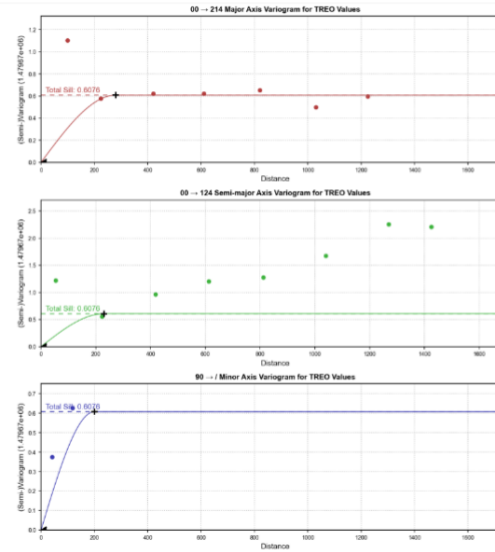 00 → 214 Major Axis Variogram for TREO Values
(Semi-)Variogram (1.47967e+06)
1.2
1.0
0.8
0.6
0.4
0.2
0.0
Total Sill: 0.6076
0 200 400 600 800 1000 1200 1400 1600
Distance
00 → 124 Semi-major Axis Variogram for TREO Values
(Semi-)Variogram (1.47967e+06)
2.5
1.5
1.0
0.5
0.0
Total Sill: 0.6076
0 200 400 600 800 1000 1200 1400 1600
Distance
90 → / Minor Axis Variogram for TREO Values
(Semi-)Variogram (1.47967e+06)
0.7
0.6
0.5
0.4
0.3
0.2
0.1
0.0
Total Sill: 0.6076
0 200 400 600 800 1000 1200 1400 1600
Distance